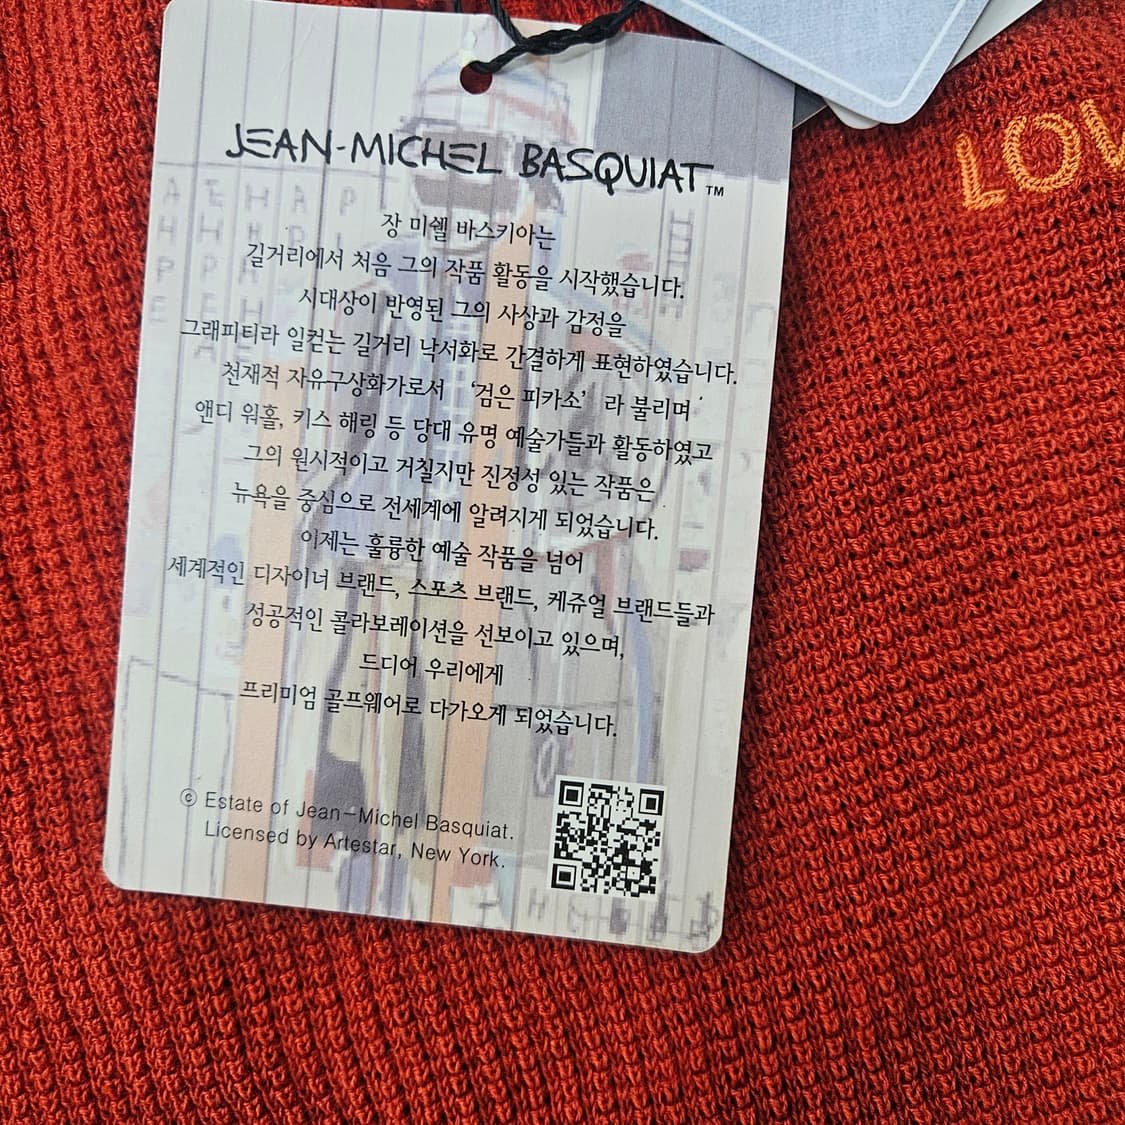 JEAN-MICHEL BASQUIAT™
장 미쉘 바스키아는
길거리에서 처음 그의 작품 활동을 시작했습니다.
시대상이 반영된 그의 사상과 감정을
그래피티라 일컫는 길거리 낙서화로 간결하게 표현하였습니다.
천재적 자유구상화가로서 ‘검은 피카소’ 라 불리며
앤디 워홀, 키스 해링 등 당대 유명 예술가들과 활동하였고
그의 원시적이고 거칠지만 진정성 있는 작품은
뉴욕을 중심으로 전세계에 알려지게 되었습니다.
이제는 훌륭한 예술 작품을 넘어
세계적인 디자이너 브랜드, 스포츠 브랜드, 케쥬얼 브랜드들과
성공적인 콜라보레이션을 선보이고 있으며,
드디어 우리에게
프리미엄 골프웨어로 다가오게 되었습니다.
ⓒ Estate of Jean-Michel Basquiat.
Licensed by Artestar, New York.